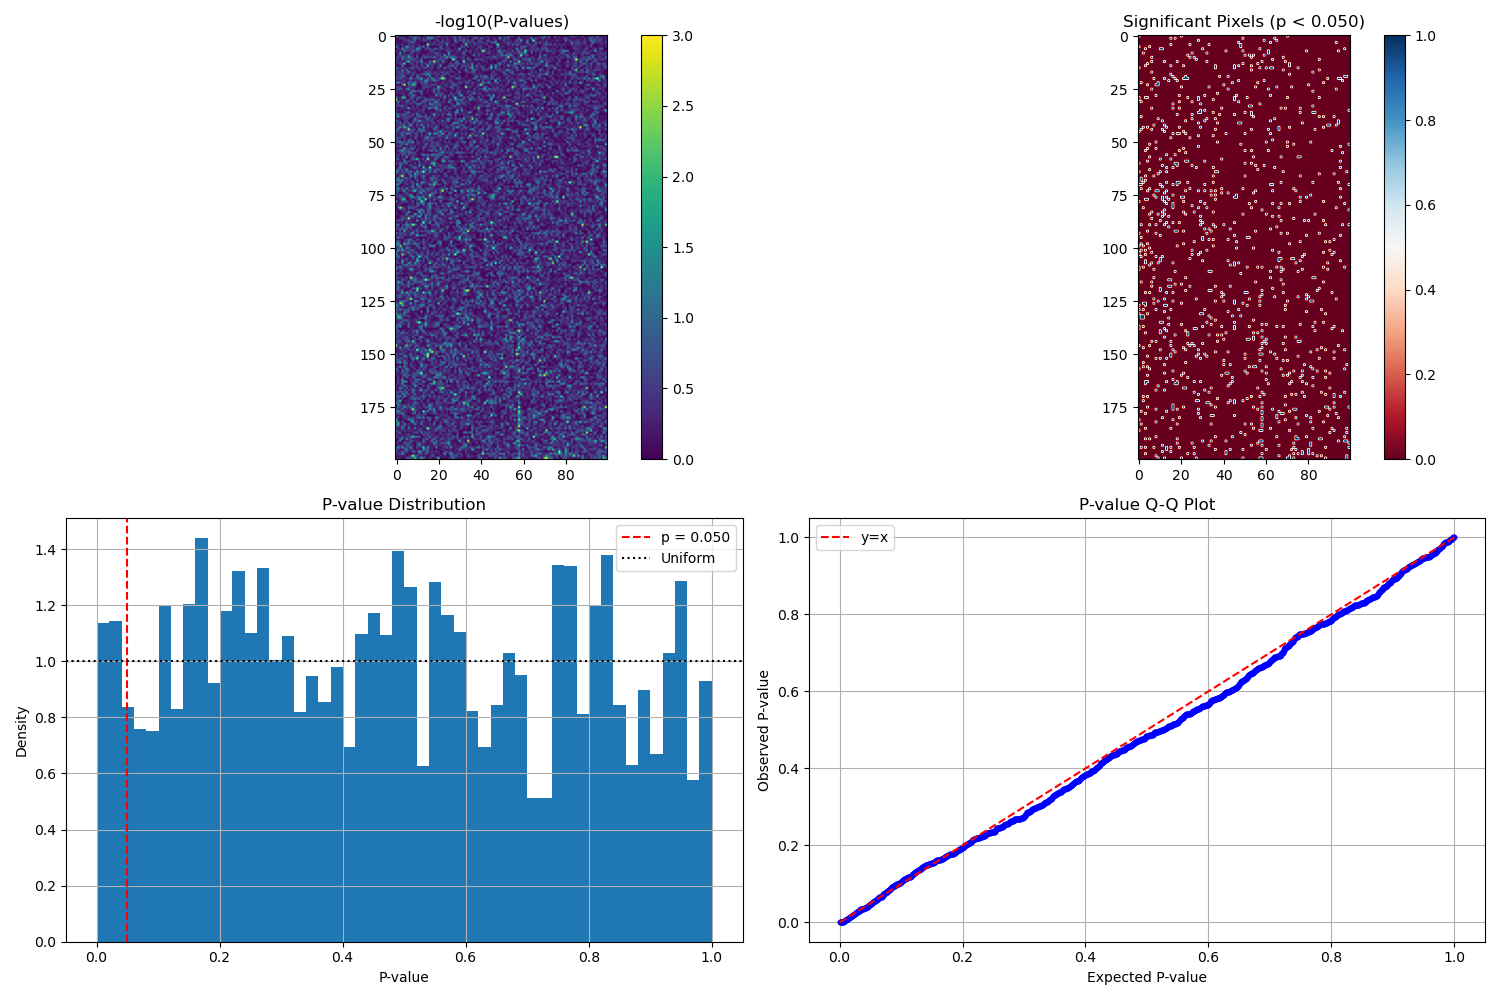 -log10(P-values)
0
25
50
75
100
125
150
175
0 20 40 60 80
3.0
2.5
2.0
1.5
1.0
0.5
0.0
Significant Pixels (p < 0.050)
0
25
50
75
100
125
150
175
0 20 40 60 80
1.0
0.8
0.6
0.4
0.2
0.0
P-value Distribution
p = 0.050
Uniform
Density
1.4
1.2
1.0
0.8
0.6
0.4
0.2
0.0
0.0 0.2 0.4 0.6 0.8 1.0
P-value
P-value Q-Q Plot
y=x
Observed P-value
1.0
0.8
0.6
0.4
0.2
0.0
0.0 0.2 0.4 0.6 0.8 1.0
Expected P-value